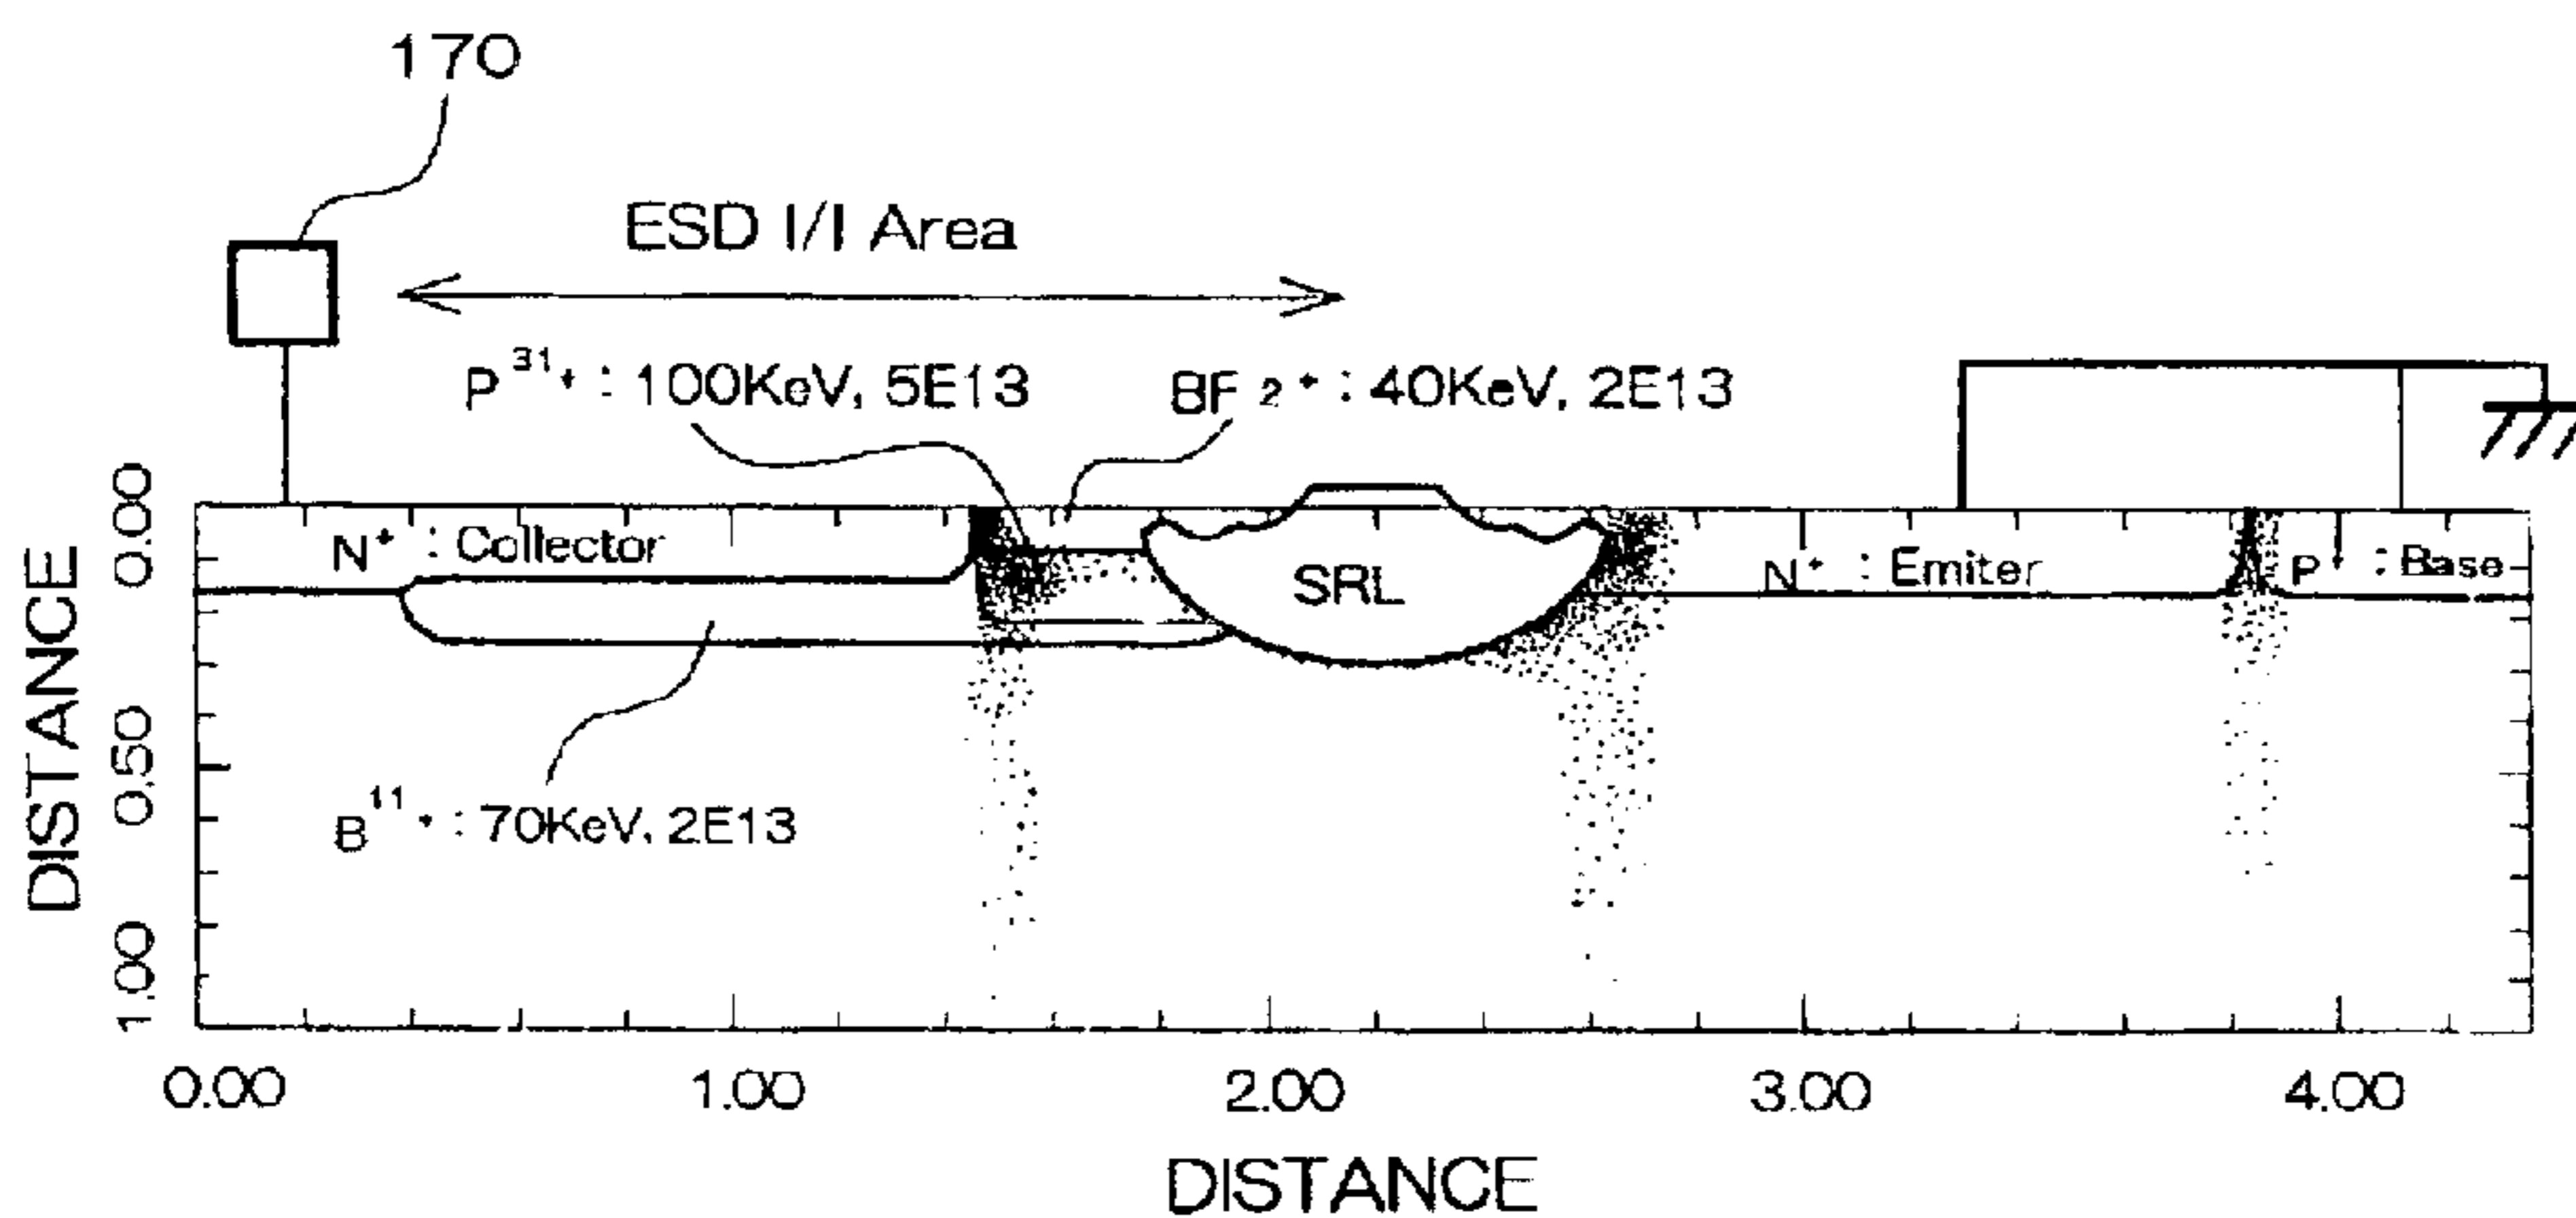 170
ESD I/I Area
P³¹⁺ : 100KeV, 5E13
BF₂⁺ : 40KeV, 2E13
N⁺ : Collector
SRL
N⁺ : Emiter
P⁺ : Base
B¹¹⁺ : 70KeV, 2E13
DISTANCE
0.00
0.50
1.00
0.00 1.00 2.00 3.00 4.00
DISTANCE